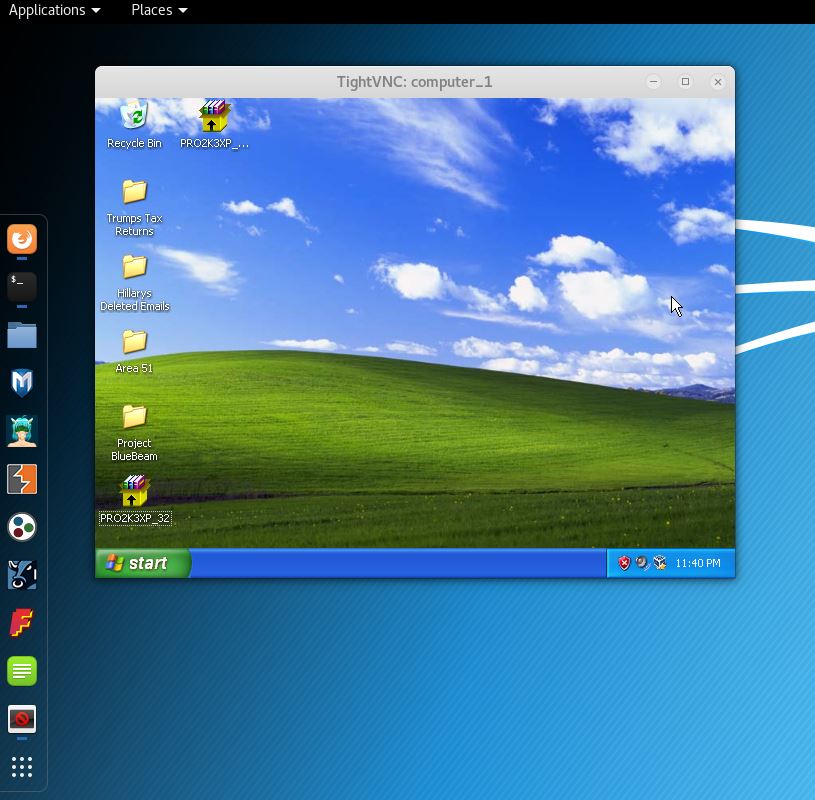 Applications
Places
TightVNC: computer_1
Recycle Bin
PRO2K3XP_...
Trumps Tax
Returns
Hillarys
Deleted Emails
Area 51
Project
BlueBeam
PRO2K3XP_32
start
11:40 PM
$_